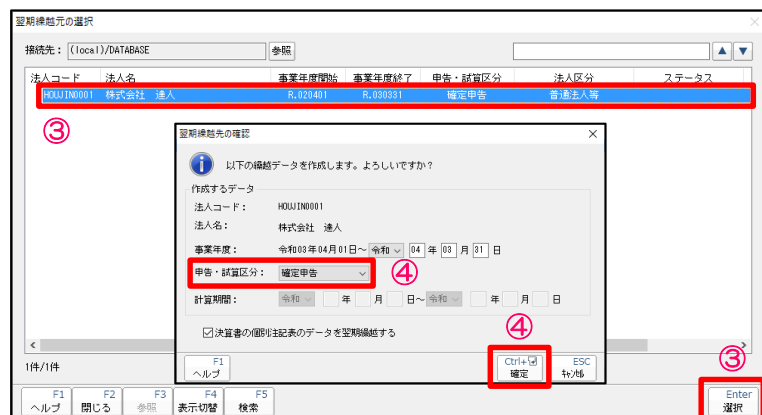 翌期繰越元の選択
接続先： (local)/DATABASE 参照
法人コード 法人名 事業年度開始 事業年度終了 申告・試算区分 法人区分 ステータス
HOUJIN0001 株式会社 達人 R.020401 R.030331 確定申告 普通法人等
③
翌期繰越先の確認
以下の繰越データを作成します。よろしいですか？
作成するデータ
法人コード： HOUJIN0001
法人名： 株式会社 達人
事業年度： 令和03年04月01日～ 令和 04 年 03 月 31 日
申告・試算区分： 確定申告 ④
計算期間： 令和 年 月 日～ 令和 年 月 日
決算書の個別注記表のデータを翌期繰越する
④
F1 ヘルプ Ctrl+ 確定 ESC ｷｬﾝｾﾙ
1件/1件
③
F1 F2 F3 F4 F5 Enter
ヘルプ 閉じる 参照 表示切替 検索 選択